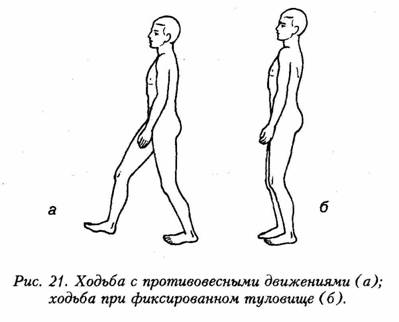 а
б
Рис. 21. Ходьба с противовесными движениями (а);
ходьба при фиксированном туловище (б).